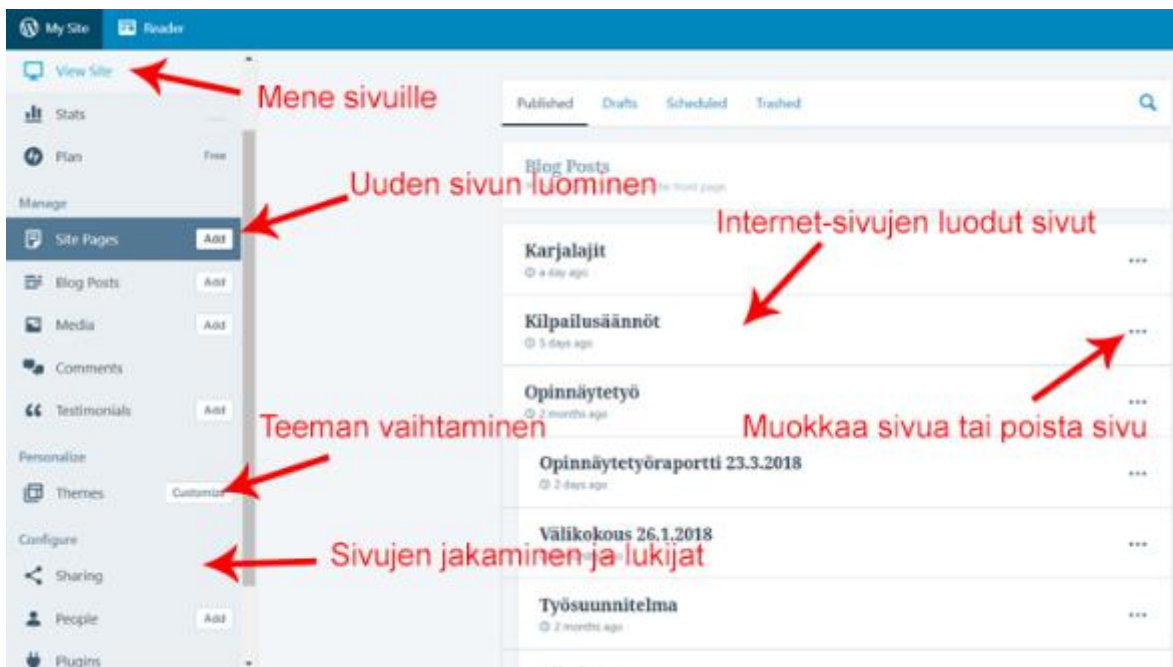 My Site Reader
View Site
Mene sivuille
Stats
Plan Free
Manage
Site Pages Add
Blog Posts Add
Media Add
Comments
Testimonials Add
Personalize
Themes Customize
Configure
Sharing
People Add
Plugins
Uuden sivun luominen
Teeman vaihtaminen
Sivujen jakaminen ja lukijat
Published Drafts Scheduled Trashed
Blog Posts
the front page
Internet-sivujen luodut sivut
Karjalajit
a day ago
Kilpailusäännöt
5 days ago
Opinnäytetyö
2 months ago
Muokkaa sivua tai poista sivu
Opinnäytetyöraportti 23.3.2018
2 days ago
Välikokous 26.1.2018
Työsuunnitelma
2 months ago